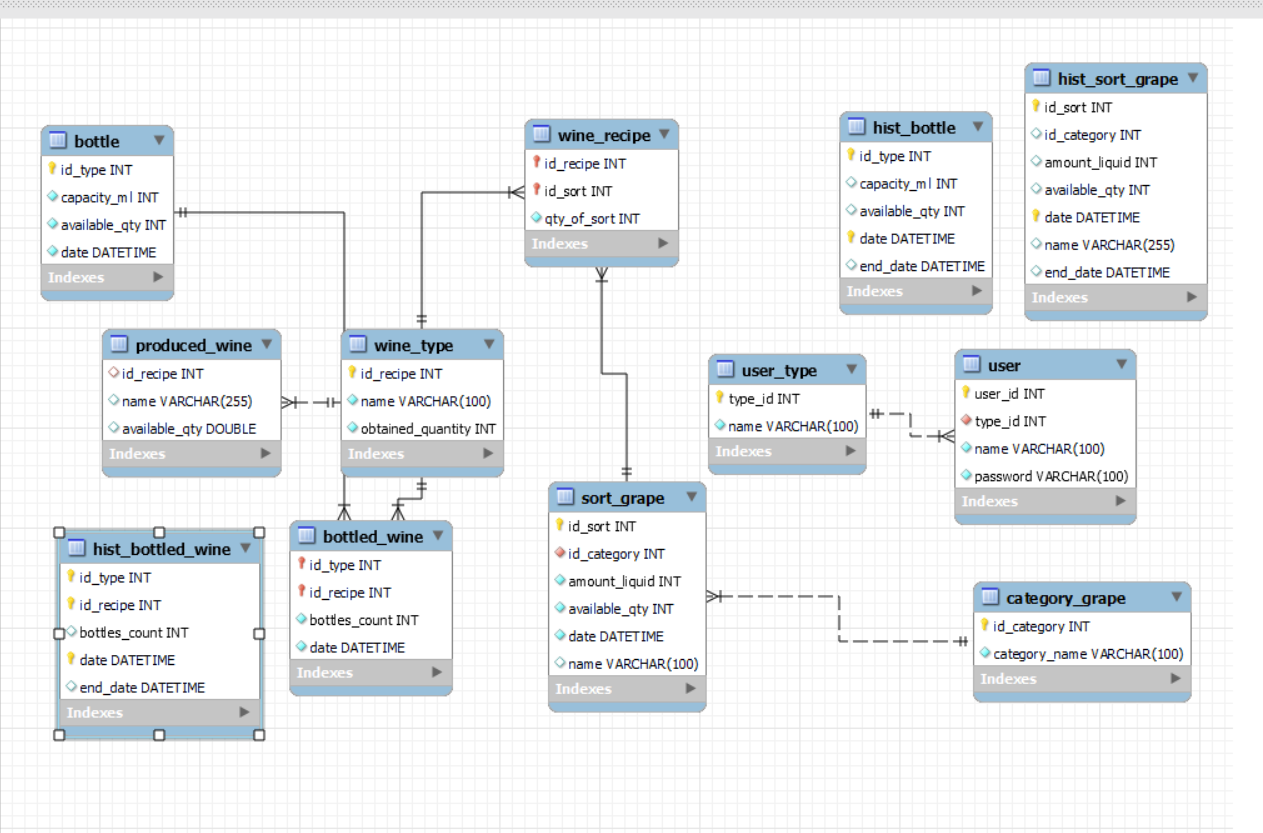 bottle
id_type INT
capacity_ml INT
available_qty INT
date DATETIME
Indexes
wine_recipe
id_recipe INT
id_sort INT
qty_of_sort INT
Indexes
hist_bottle
id_type INT
capacity_ml INT
available_qty INT
date DATETIME
end_date DATETIME
Indexes
hist_sort_grape
id_sort INT
id_category INT
amount_liquid INT
available_qty INT
date DATETIME
name VARCHAR(255)
end_date DATETIME
Indexes
produced_wine
id_recipe INT
name VARCHAR(255)
available_qty DOUBLE
Indexes
wine_type
id_recipe INT
name VARCHAR(100)
obtained_quantity INT
Indexes
user_type
type_id INT
name VARCHAR(100)
Indexes
user
user_id INT
type_id INT
name VARCHAR(100)
password VARCHAR(100)
Indexes
hist_bottled_wine
id_type INT
id_recipe INT
bottles_count INT
date DATETIME
end_date DATETIME
Indexes
bottled_wine
id_type INT
id_recipe INT
bottles_count INT
date DATETIME
Indexes
sort_grape
id_sort INT
id_category INT
amount_liquid INT
available_qty INT
date DATETIME
name VARCHAR(100)
Indexes
category_grape
id_category INT
category_name VARCHAR(100)
Indexes